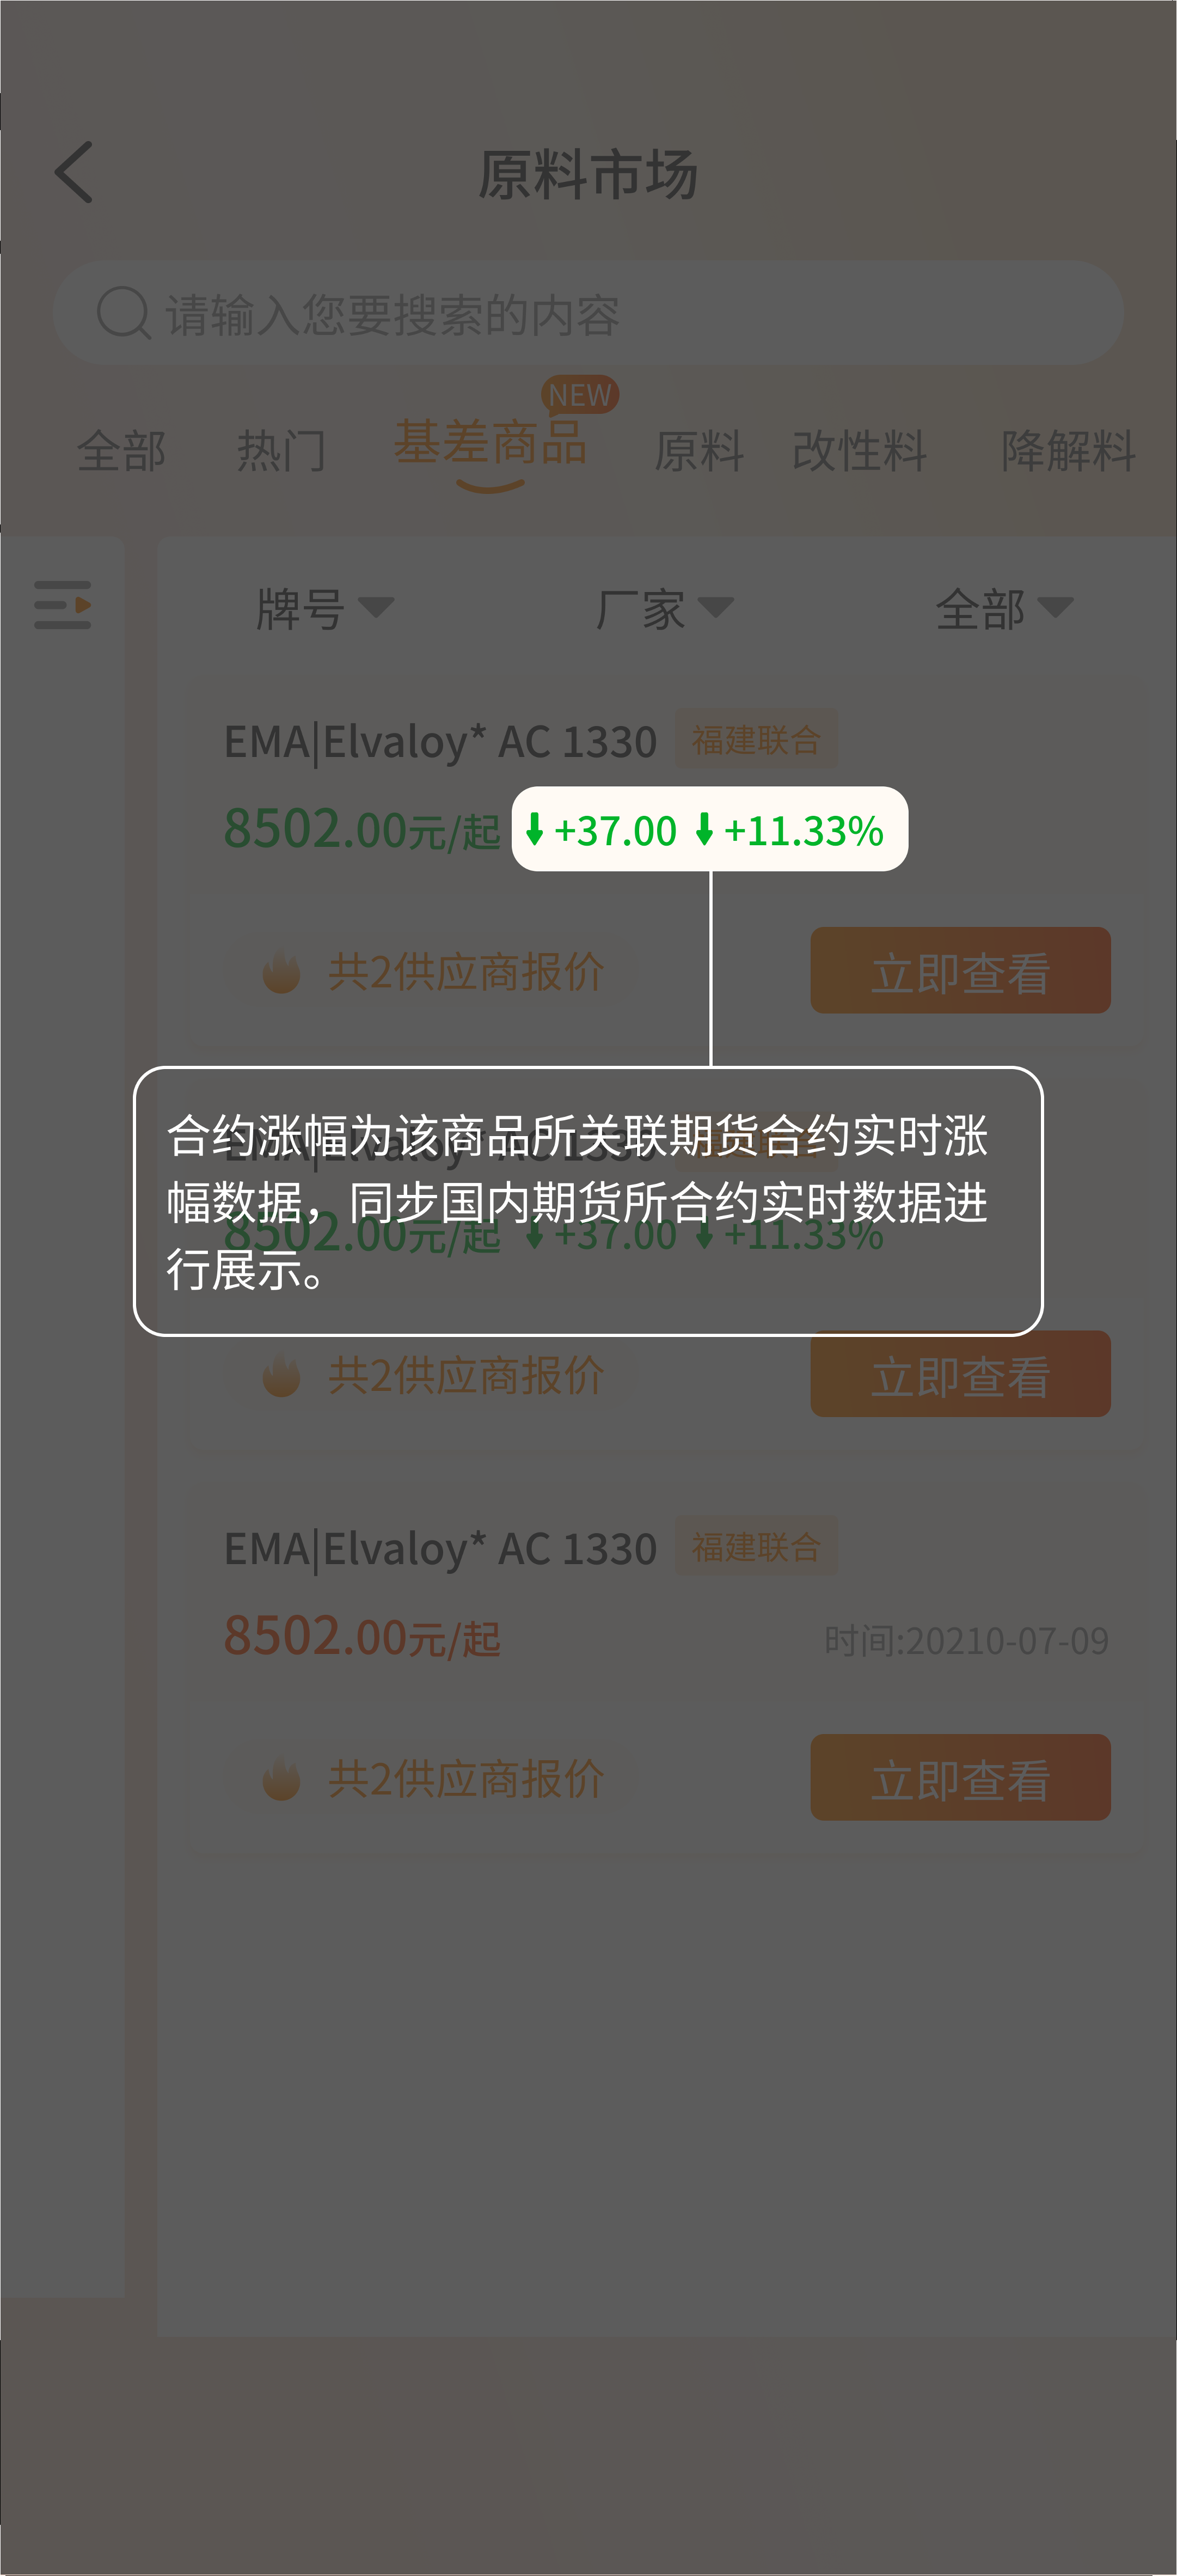 原料市场
请输入您要搜索的内容
NEW
全部 热门 基差商品 原料 改性料 降解料
牌号 厂家 全部
EMA|Elvaloy* AC 1330 福建联合
8502.00元/起 +37.00 +11.33%
共2供应商报价 立即查看
合约涨幅为该商品所关联期货合约实时涨
幅数据，同步国内期货所合约实时数据进
行展示。
EMA|Elvaloy* AC 1330 福建联合
8502.00元/起 +37.00 +11.33%
共2供应商报价 立即查看
EMA|Elvaloy* AC 1330 福建联合
8502.00元/起 时间:20210-07-09
共2供应商报价 立即查看